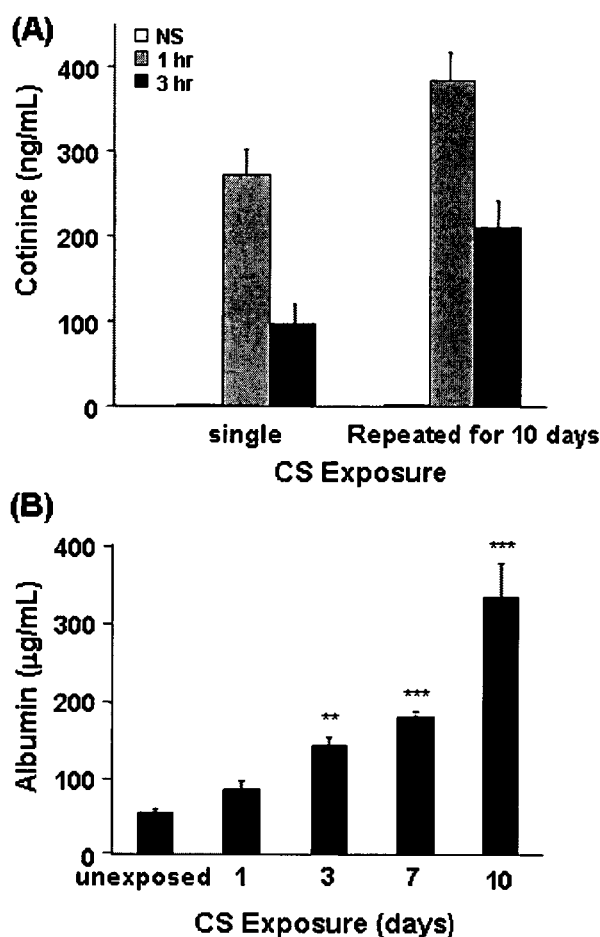 (A)
NS
1 hr
3 hr
400
300
200
100
0
Cotinine (ng/mL)
single Repeated for 10 days
CS Exposure
(B)
400
300
200
100
0
Albumin (µg/mL)
**
***
***
unexposed 1 3 7 10
CS Exposure (days)